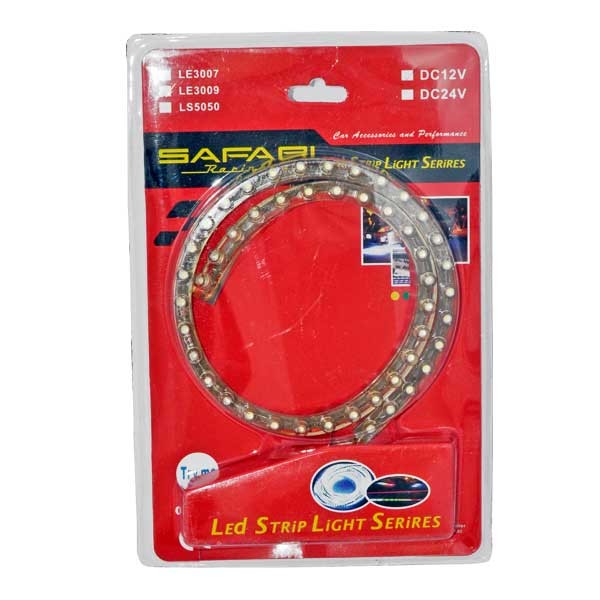 LE3007
LE3009
LS5050
DC12V
DC24V
Car Accessories and Performance
SAFARI
Racing
Strip Light Serires
Try me
Led Strip Light Serires